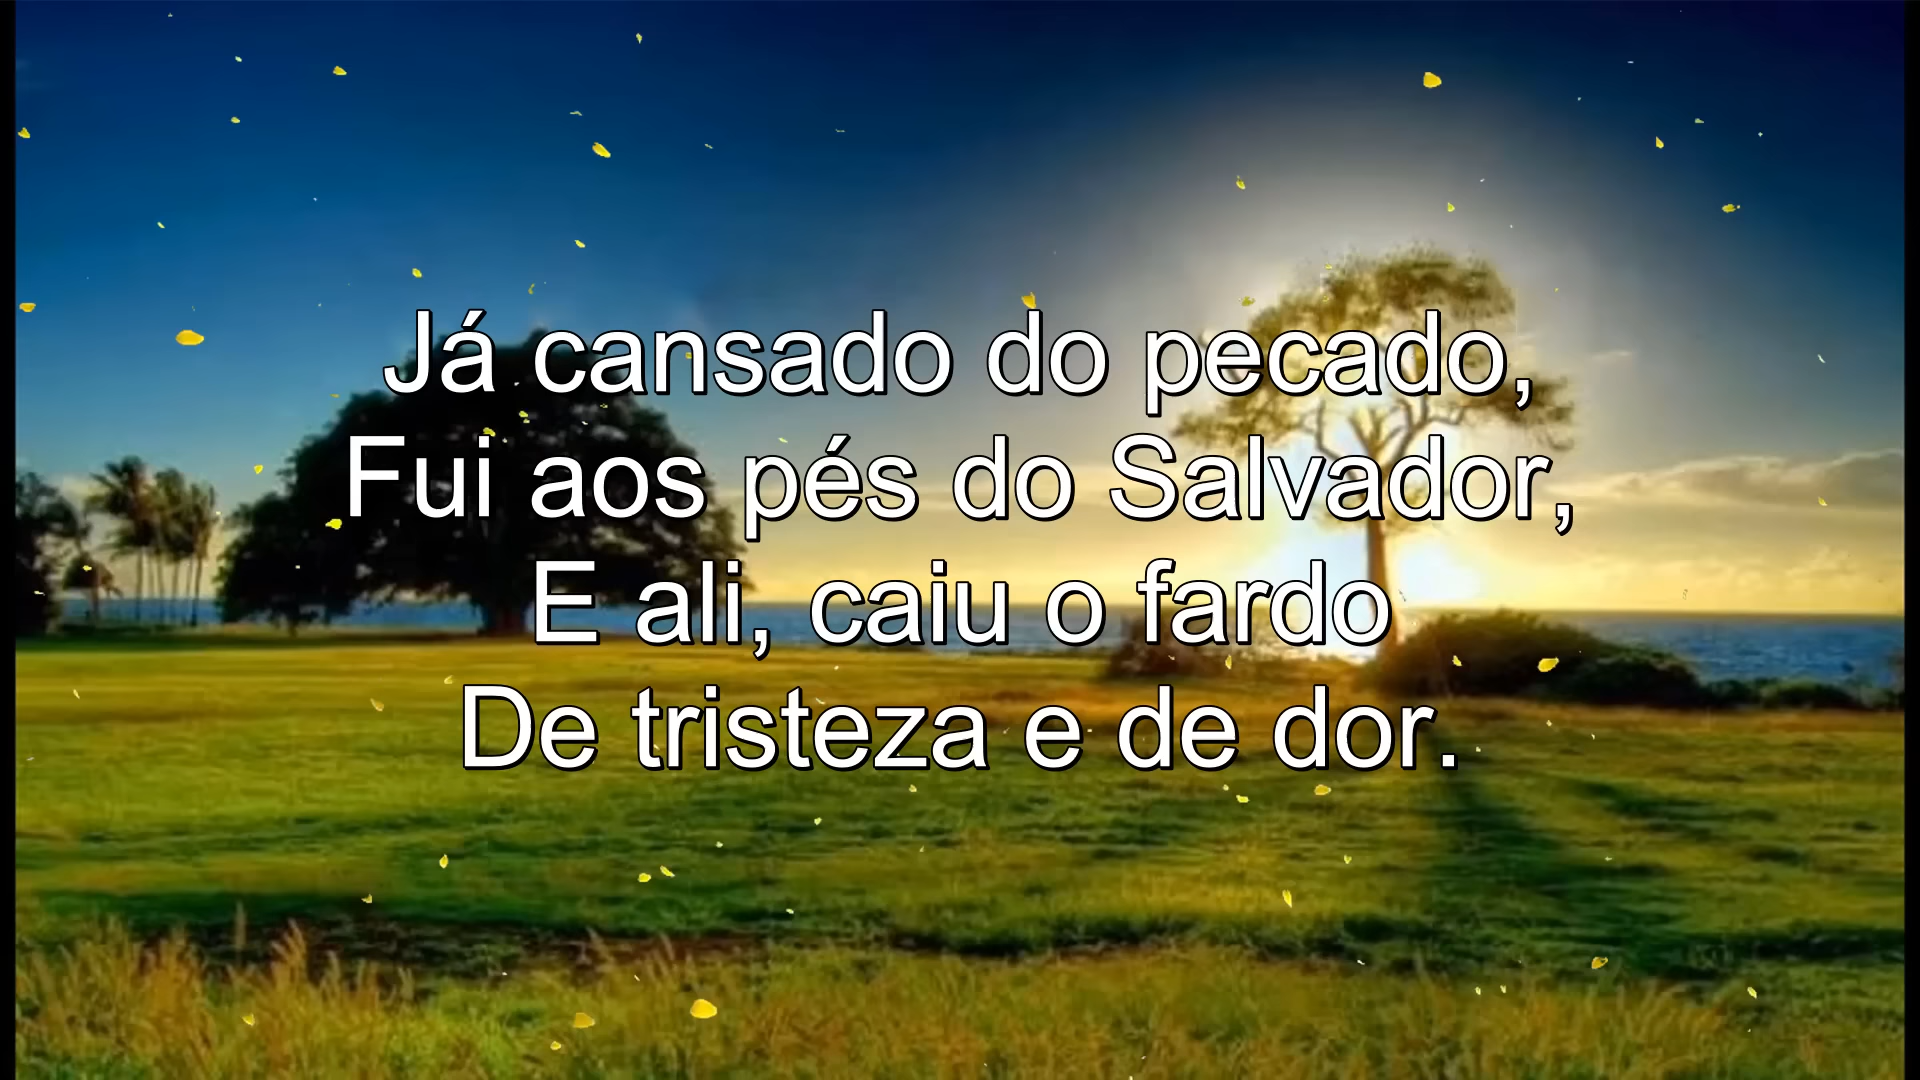 Já cansado do pecado,
Fui aos pés do Salvador,
E ali, caiu o fardo
De tristeza e de dor.